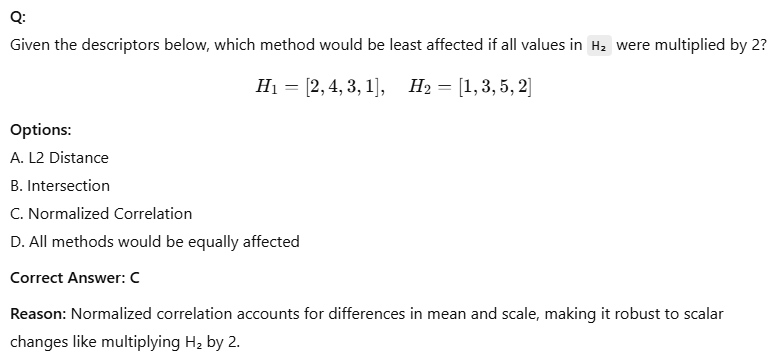 Q:
Given the descriptors below, which method would be least affected if all values in H₂ were multiplied by 2?
H₁ = [2, 4, 3, 1],   H₂ = [1, 3, 5, 2]
Options:
A. L2 Distance
B. Intersection
C. Normalized Correlation
D. All methods would be equally affected
Correct Answer: C
Reason: Normalized correlation accounts for differences in mean and scale, making it robust to scalar
changes like multiplying H₂ by 2.